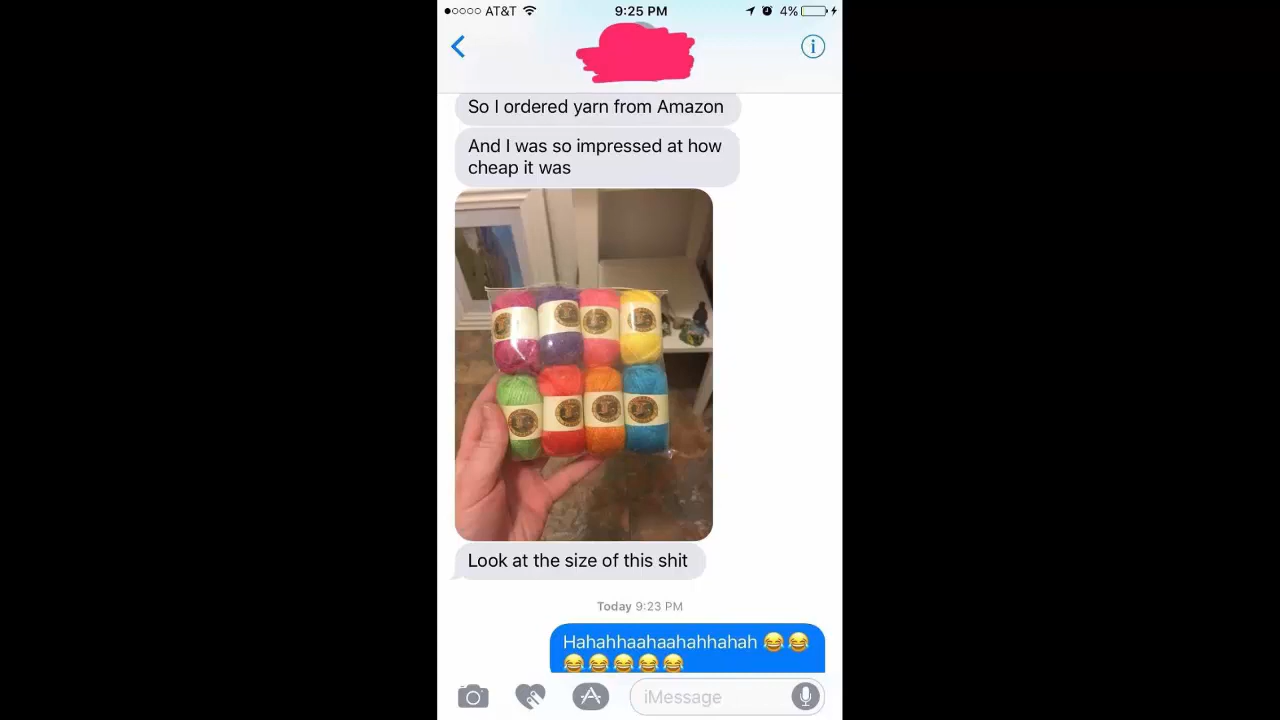 AT&T 9:25 PM 4%
So I ordered yarn from Amazon
And I was so impressed at how
cheap it was
Look at the size of this shit
Today 9:23 PM
Hahahhaahaahahhahah 😂😂
😂😂😂😂😂
iMessage